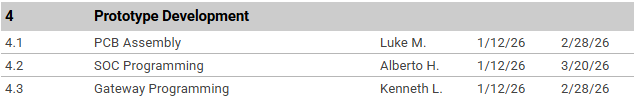 4 Prototype Development
4.1 PCB Assembly Luke M. 1/12/26 2/28/26
4.2 SOC Programming Alberto H. 1/12/26 3/20/26
4.3 Gateway Programming Kenneth L. 1/12/26 2/28/26